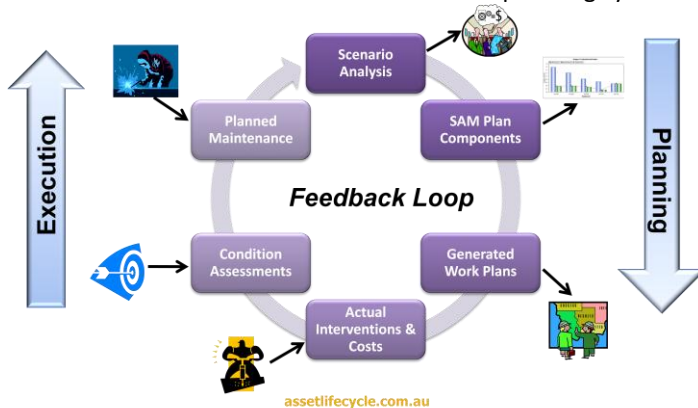 Scenario
Analysis
Planned
Maintenance
SAM Plan
Components
Execution
Planning
Feedback Loop
Condition
Assessments
Generated
Work Plans
Actual
Interventions &
Costs
assetlifecycle.com.au